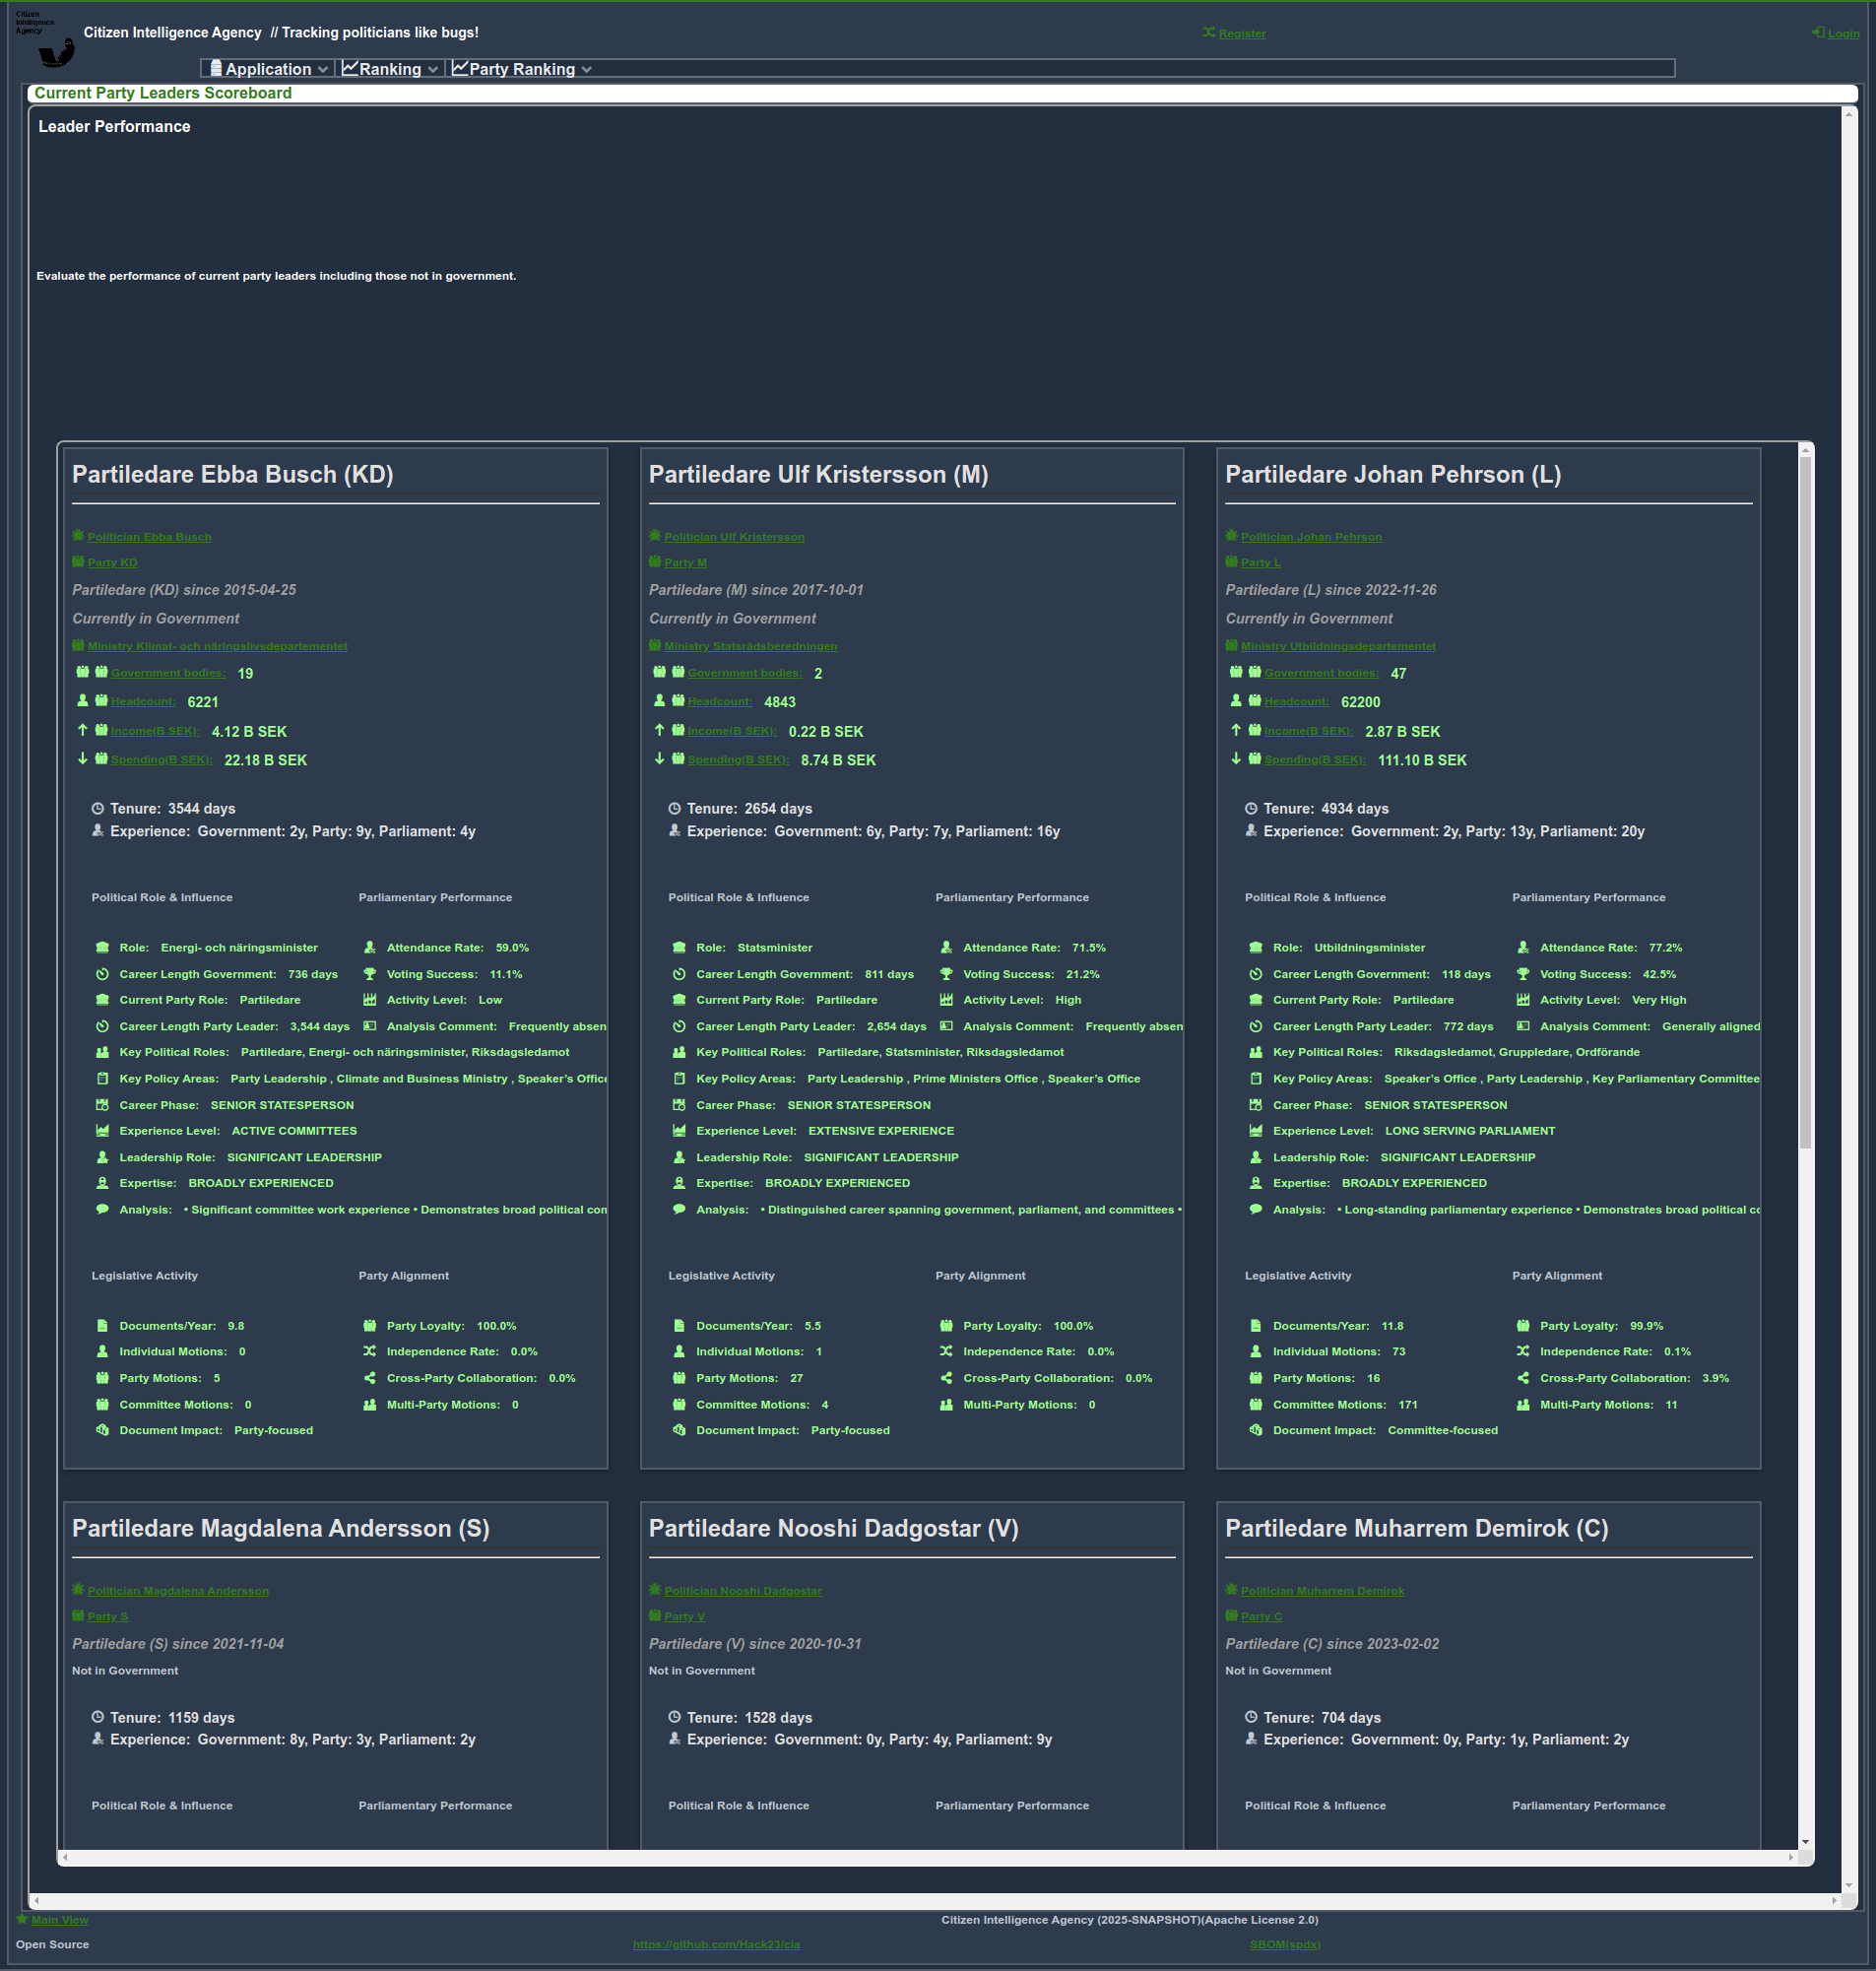 Citizen
Intelligence
Agency
Citizen Intelligence Agency // Tracking politicians like bugs!
Register
Login
Application
Ranking
Party Ranking
Current Party Leaders Scoreboard
Leader Performance
Evaluate the performance of current party leaders including those not in government.
Partiledare Ebba Busch (KD)
Politician Ebba Busch
Party KD
Partiledare (KD) since 2015-04-25
Currently in Government
Ministry Klimat- och näringslivsdepartementet
Government bodies: 19
Headcount: 6221
Income(B SEK): 4.12 B SEK
Spending(B SEK): 22.18 B SEK
Tenure: 3544 days
Experience: Government: 2y, Party: 9y, Parliament: 4y
Political Role & Influence
Role: Energi- och näringsminister
Career Length Government: 736 days
Current Party Role: Partiledare
Career Length Party Leader: 3,544 days
Key Political Roles: Partiledare, Energi- och näringsminister, Riksdagsledamot
Key Policy Areas: Party Leadership , Climate and Business Ministry , Speaker's Office
Career Phase: SENIOR STATESPERSON
Experience Level: ACTIVE COMMITTEES
Leadership Role: SIGNIFICANT LEADERSHIP
Expertise: BROADLY EXPERIENCED
Analysis: • Significant committee work experience • Demonstrates broad political con
Parliamentary Performance
Attendance Rate: 59.0%
Voting Success: 11.1%
Activity Level: Low
Analysis Comment: Frequently absen
Legislative Activity
Documents/Year: 9.8
Individual Motions: 0
Party Motions: 5
Committee Motions: 0
Document Impact: Party-focused
Party Alignment
Party Loyalty: 100.0%
Independence Rate: 0.0%
Cross-Party Collaboration: 0.0%
Multi-Party Motions: 0
Partiledare Ulf Kristersson (M)
Politician Ulf Kristersson
Party M
Partiledare (M) since 2017-10-01
Currently in Government
Ministry Statsrådsberedningen
Government bodies: 2
Headcount: 4843
Income(B SEK): 0.22 B SEK
Spending(B SEK): 8.74 B SEK
Tenure: 2654 days
Experience: Government: 6y, Party: 7y, Parliament: 16y
Political Role & Influence
Role: Statsminister
Career Length Government: 811 days
Current Party Role: Partiledare
Career Length Party Leader: 2,654 days
Key Political Roles: Partiledare, Statsminister, Riksdagsledamot
Key Policy Areas: Party Leadership , Prime Ministers Office , Speaker's Office
Career Phase: SENIOR STATESPERSON
Experience Level: EXTENSIVE EXPERIENCE
Leadership Role: SIGNIFICANT LEADERSHIP
Expertise: BROADLY EXPERIENCED
Analysis: • Distinguished career spanning government, parliament, and committees •
Parliamentary Performance
Attendance Rate: 71.5%
Voting Success: 21.2%
Activity Level: High
Analysis Comment: Frequently absen
Legislative Activity
Documents/Year: 5.5
Individual Motions: 1
Party Motions: 27
Committee Motions: 4
Document Impact: Party-focused
Party Alignment
Party Loyalty: 100.0%
Independence Rate: 0.0%
Cross-Party Collaboration: 0.0%
Multi-Party Motions: 0
Partiledare Johan Pehrson (L)
Politician Johan Pehrson
Party L
Partiledare (L) since 2022-11-26
Currently in Government
Ministry Utbildningsdepartementet
Government bodies: 47
Headcount: 62200
Income(B SEK): 2.87 B SEK
Spending(B SEK): 111.10 B SEK
Tenure: 4934 days
Experience: Government: 2y, Party: 13y, Parliament: 20y
Political Role & Influence
Role: Utbildningsminister
Career Length Government: 118 days
Current Party Role: Partiledare
Career Length Party Leader: 772 days
Key Political Roles: Riksdagsledamot, Gruppledare, Ordförande
Key Policy Areas: Speaker's Office , Party Leadership , Key Parliamentary Committee
Career Phase: SENIOR STATESPERSON
Experience Level: LONG SERVING PARLIAMENT
Leadership Role: SIGNIFICANT LEADERSHIP
Expertise: BROADLY EXPERIENCED
Analysis: • Long-standing parliamentary experience • Demonstrates broad political co
Parliamentary Performance
Attendance Rate: 77.2%
Voting Success: 42.5%
Activity Level: Very High
Analysis Comment: Generally aligned
Legislative Activity
Documents/Year: 11.8
Individual Motions: 73
Party Motions: 16
Committee Motions: 171
Document Impact: Committee-focused
Party Alignment
Party Loyalty: 99.9%
Independence Rate: 0.1%
Cross-Party Collaboration: 3.9%
Multi-Party Motions: 11
Partiledare Magdalena Andersson (S)
Politician Magdalena Andersson
Party S
Partiledare (S) since 2021-11-04
Not in Government
Tenure: 1159 days
Experience: Government: 8y, Party: 3y, Parliament: 2y
Political Role & Influence
Parliamentary Performance
Partiledare Nooshi Dadgostar (V)
Politician Nooshi Dadgostar
Party V
Partiledare (V) since 2020-10-31
Not in Government
Tenure: 1528 days
Experience: Government: 0y, Party: 4y, Parliament: 9y
Political Role & Influence
Parliamentary Performance
Partiledare Muharrem Demirok (C)
Politician Muharrem Demirok
Party C
Partiledare (C) since 2023-02-02
Not in Government
Tenure: 704 days
Experience: Government: 0y, Party: 1y, Parliament: 2y
Political Role & Influence
Parliamentary Performance
Main View
Citizen Intelligence Agency (2025-SNAPSHOT)(Apache License 2.0)
Open Source
https://github.com/Hack23/cia
SBOM(spdx)